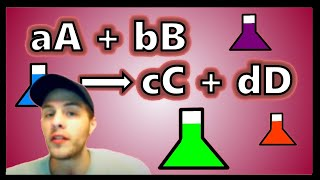 aA + bB
⟶ cC + dD